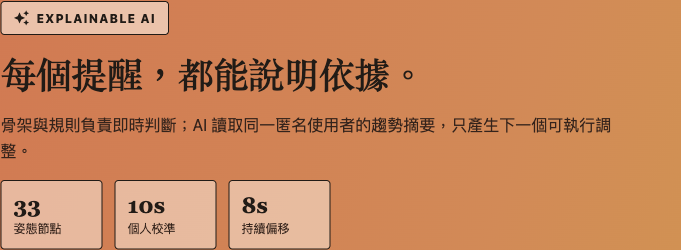 EXPLAINABLE AI
每個提醒，都能說明依據。
骨架與規則負責即時判斷；AI 讀取同一匿名使用者的趨勢摘要，只產生下一個可執行調
整。
33
姿態節點
10s
個人校準
8s
持續偏移